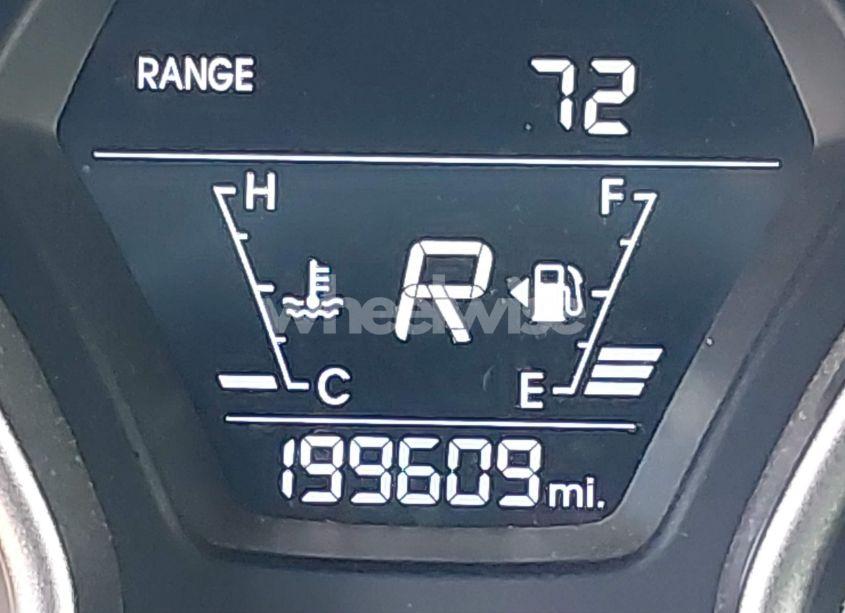 RANGE 72
H F
R
wheelwise
C E
199609 mi.